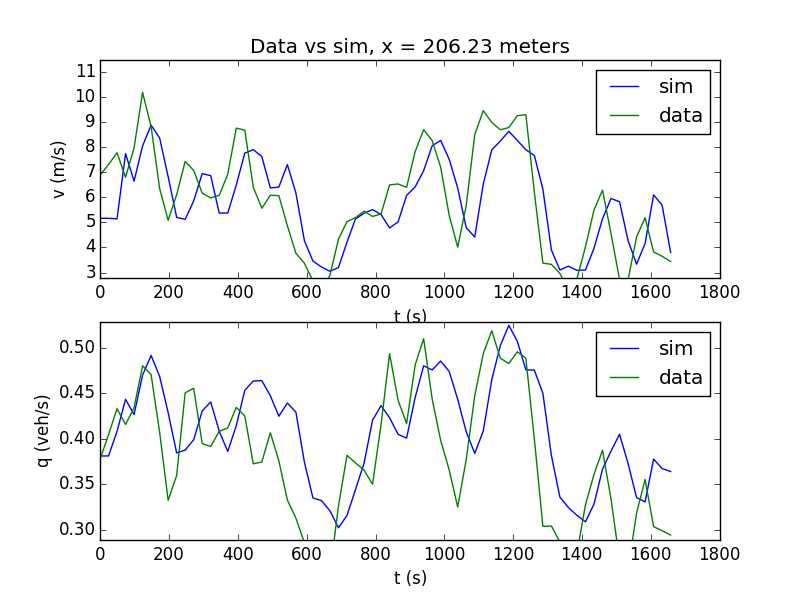 Data vs sim, x = 206.23 meters
11
10
9
8
7
6
5
4
3
v (m/s)
sim
data
0 200 400 600 800 1000 1200 1400 1600 1800
t (s)
0.50
0.45
0.40
0.35
0.30
q (veh/s)
sim
data
0 200 400 600 800 1000 1200 1400 1600 1800
t (s)